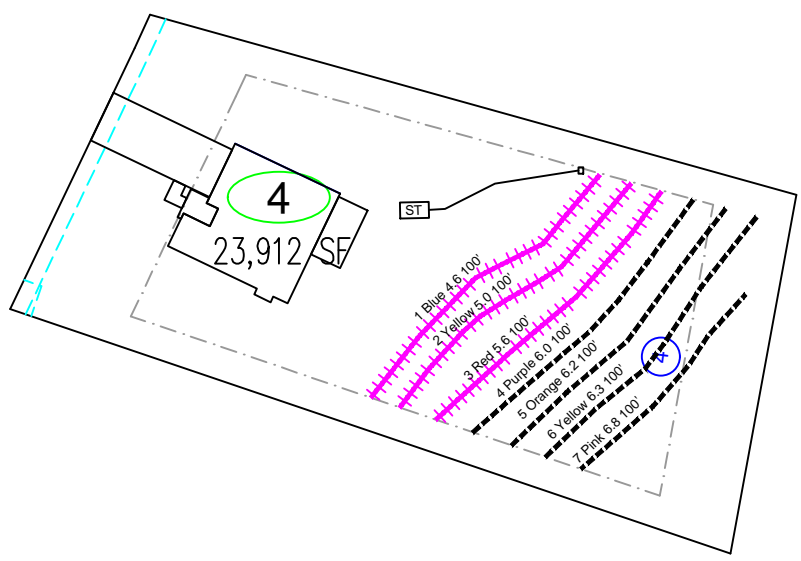 4
23,912 SF
ST
1 Blue 4.6 100'
2 Yellow 5.0 100'
3 Red 5.6 100'
4 Purple 6.0 100'
5 Orange 6.2 100'
6 Yellow 6.3 100'
7 Pink 6.8 100'
4